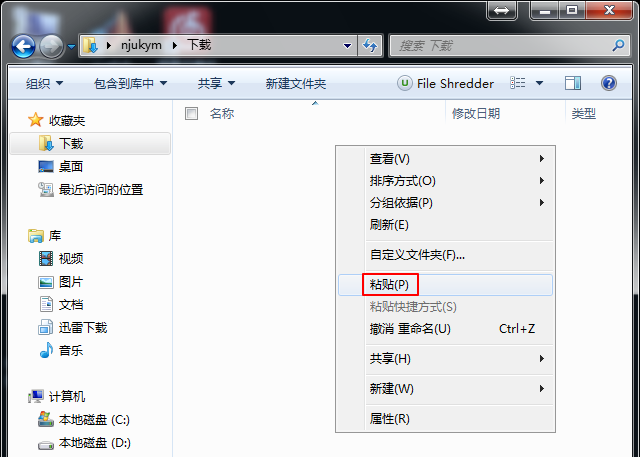 njukym 下载
搜索 下载
组织 包含到库中 共享 新建文件夹 File Shredder
收藏夹
下载
桌面
最近访问的位置
库
视频
图片
文档
迅雷下载
音乐
计算机
本地磁盘 (C:)
本地磁盘 (D:)
名称 修改日期 类型
查看(V)
排序方式(O)
分组依据(P)
刷新(E)
自定义文件夹(F)...
粘贴(P)
粘贴快捷方式(S)
撤消 重命名(U) Ctrl+Z
共享(H)
新建(W)
属性(R)